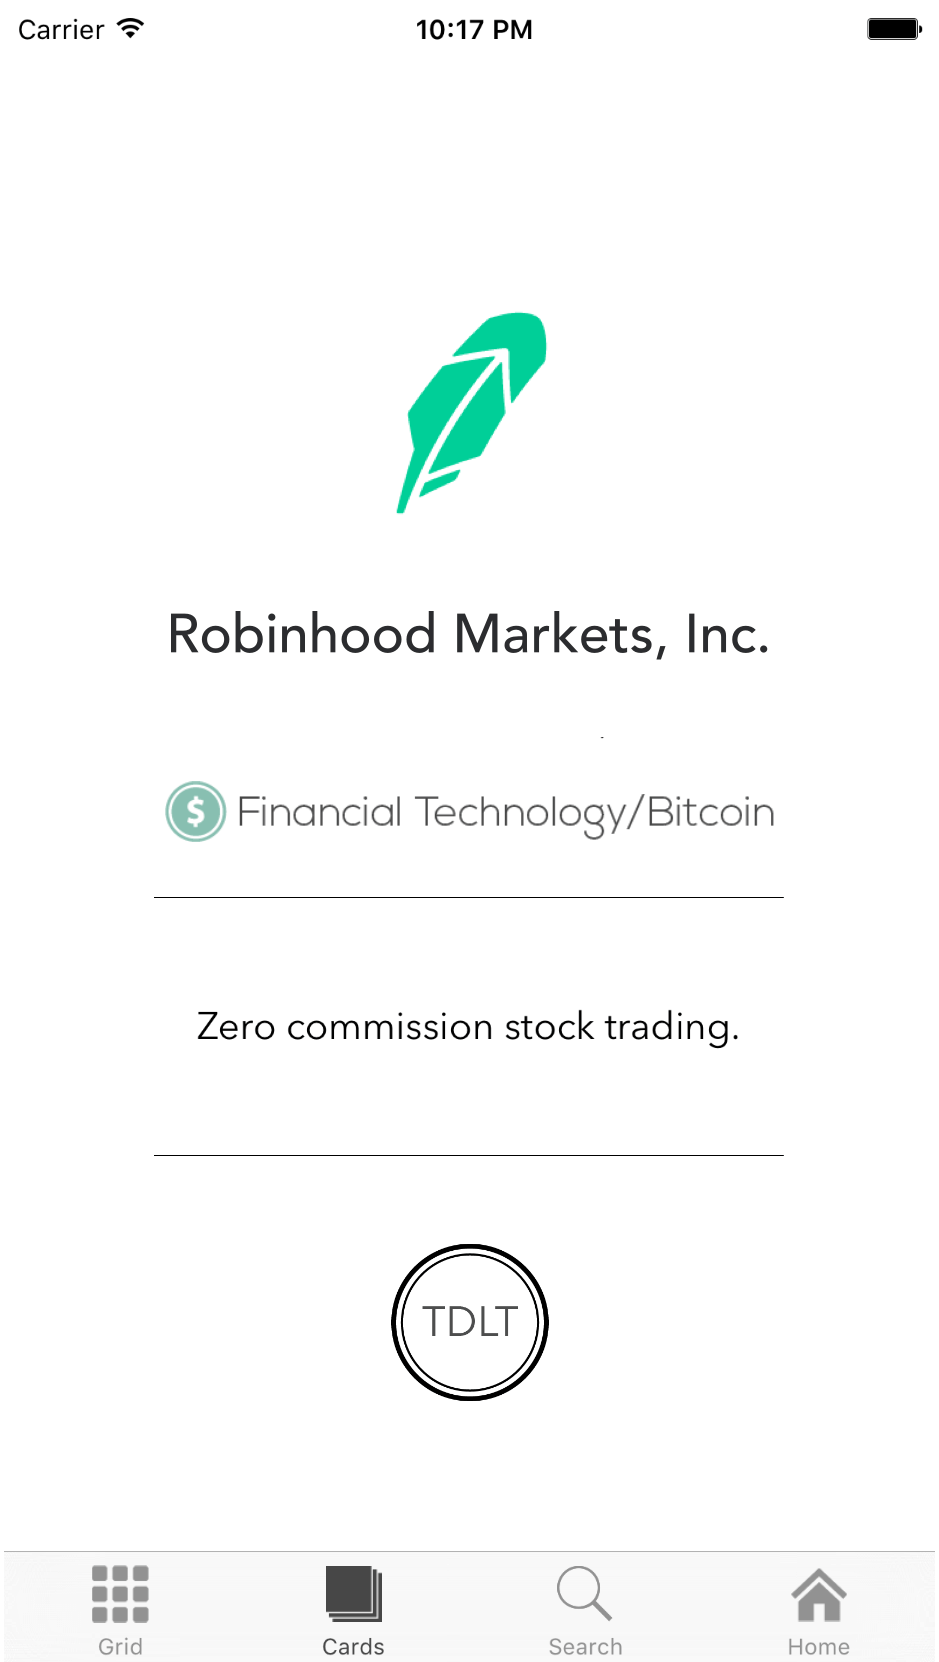 Carrier 10:17 PM
Robinhood Markets, Inc.
$ Financial Technology/Bitcoin
Zero commission stock trading.
TDLT
Grid Cards Search Home